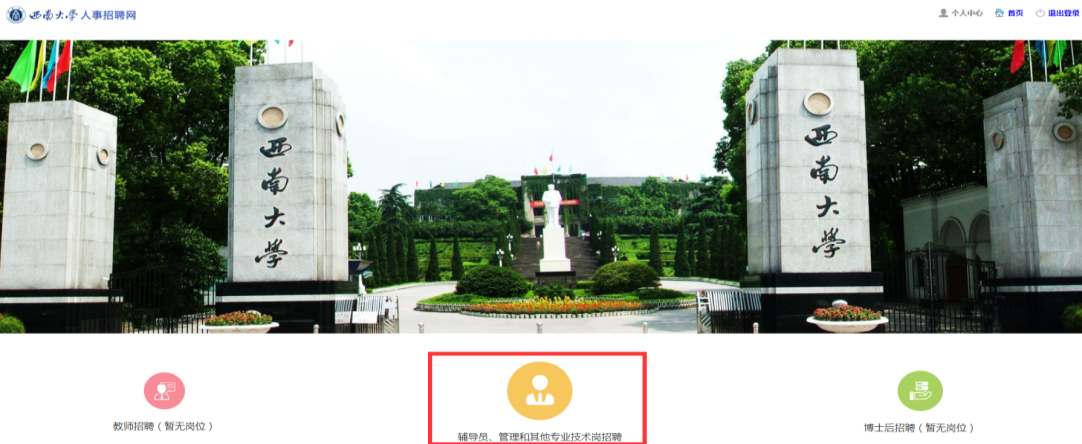 西南大学人事招聘网
个人中心 首页 退出登录
西南大學
西南大學
教师招聘（暂无岗位）
辅导员、管理和其他专业技术岗招聘
博士后招聘（暂无岗位）